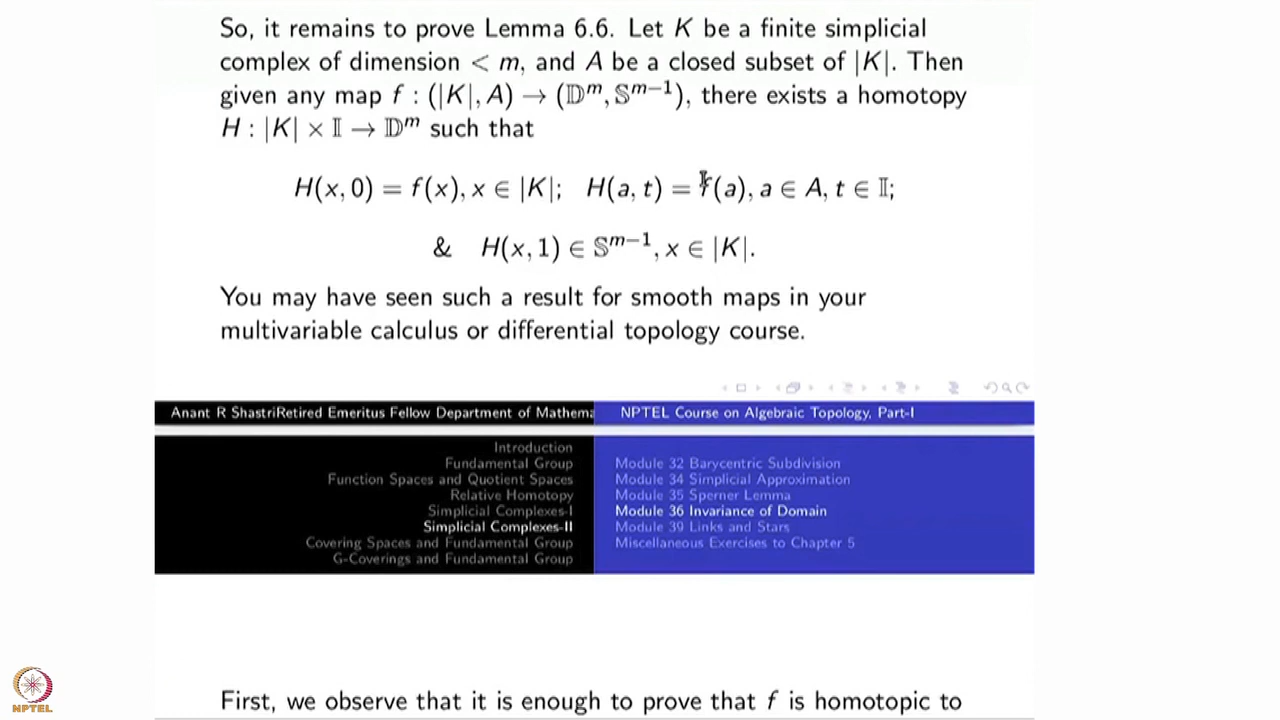 So, it remains to prove Lemma 6.6. Let K be a finite simplicial
complex of dimension < m, and A be a closed subset of |K|. Then
given any map f : (|K|, A) → (𝔻ᵐ, 𝕊ᵐ⁻¹), there exists a homotopy
H : |K| × 𝕀 → 𝔻ᵐ such that
H(x, 0) = f(x), x ∈ |K|; H(a, t) = f(a), a ∈ A, t ∈ 𝕀;
& H(x, 1) ∈ 𝕊ᵐ⁻¹, x ∈ |K|.
You may have seen such a result for smooth maps in your
multivariable calculus or differential topology course.
Anant R ShastriRetired Emeritus Fellow Department of Mathema
NPTEL Course on Algebraic Topology, Part-I
Introduction
Fundamental Group
Function Spaces and Quotient Spaces
Relative Homotopy
Simplicial Complexes-I
Simplicial Complexes-II
Covering Spaces and Fundamental Group
G-Coverings and Fundamental Group
Module 32 Barycentric Subdivision
Module 34 Simplicial Approximation
Module 35 Sperner Lemma
Module 36 Invariance of Domain
Module 39 Links and Stars
Miscellaneous Exercises to Chapter 5
First, we observe that it is enough to prove that f is homotopic to
NPTEL